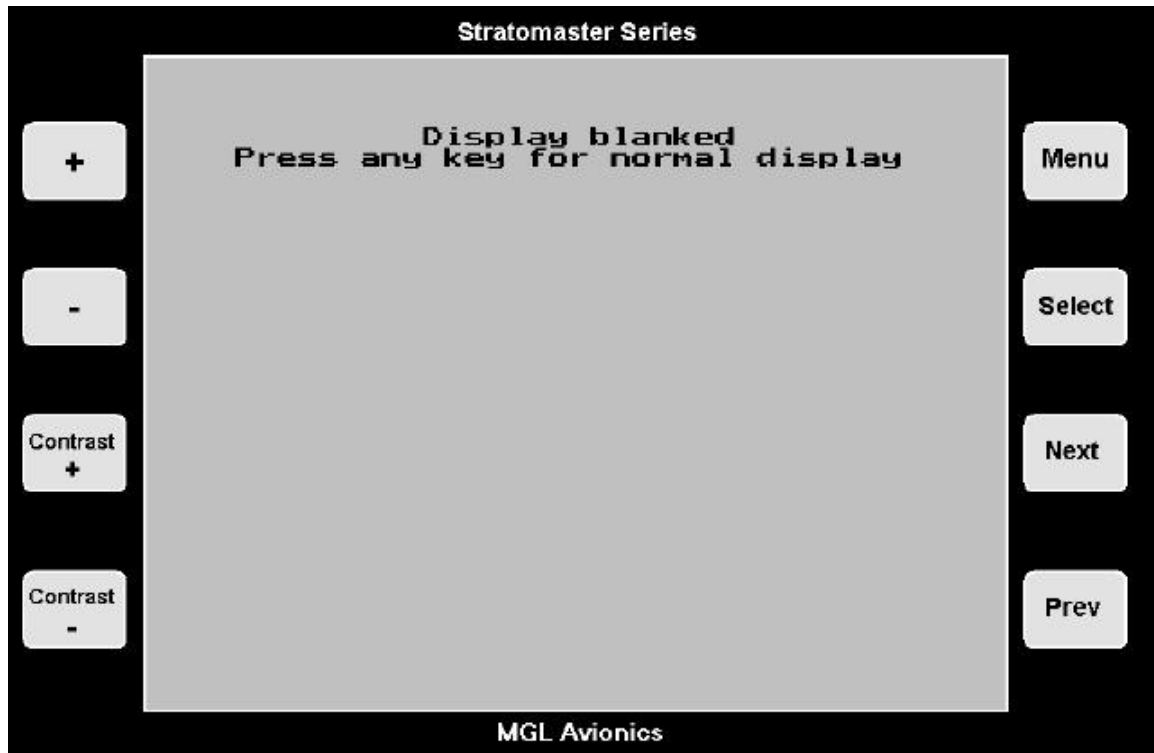 Stratomaster Series
Display blanked
Press any key for normal display
+
-
Contrast
+
Contrast
-
Menu
Select
Next
Prev
MGL Avionics